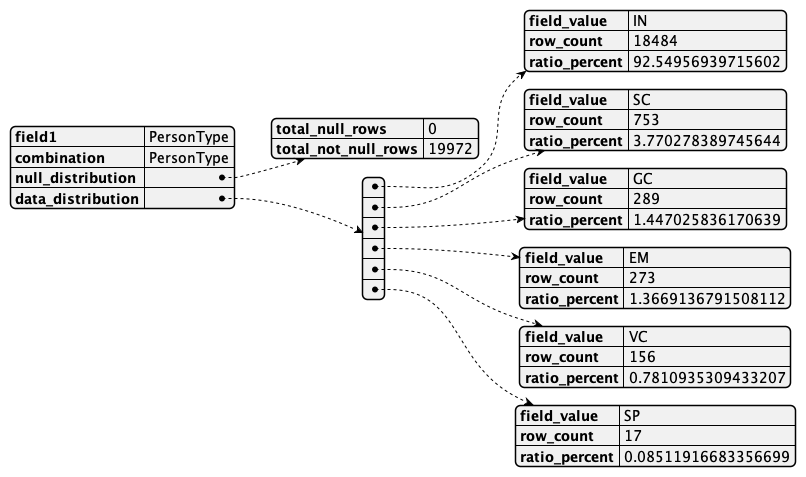 field1 PersonType
combination PersonType
null_distribution
data_distribution
total_null_rows 0
total_not_null_rows 19972
field_value IN
row_count 18484
ratio_percent 92.54956939715602
field_value SC
row_count 753
ratio_percent 3.770278389745644
field_value GC
row_count 289
ratio_percent 1.447025836170639
field_value EM
row_count 273
ratio_percent 1.3669136791508112
field_value VC
row_count 156
ratio_percent 0.7810935309433207
field_value SP
row_count 17
ratio_percent 0.08511916683356699